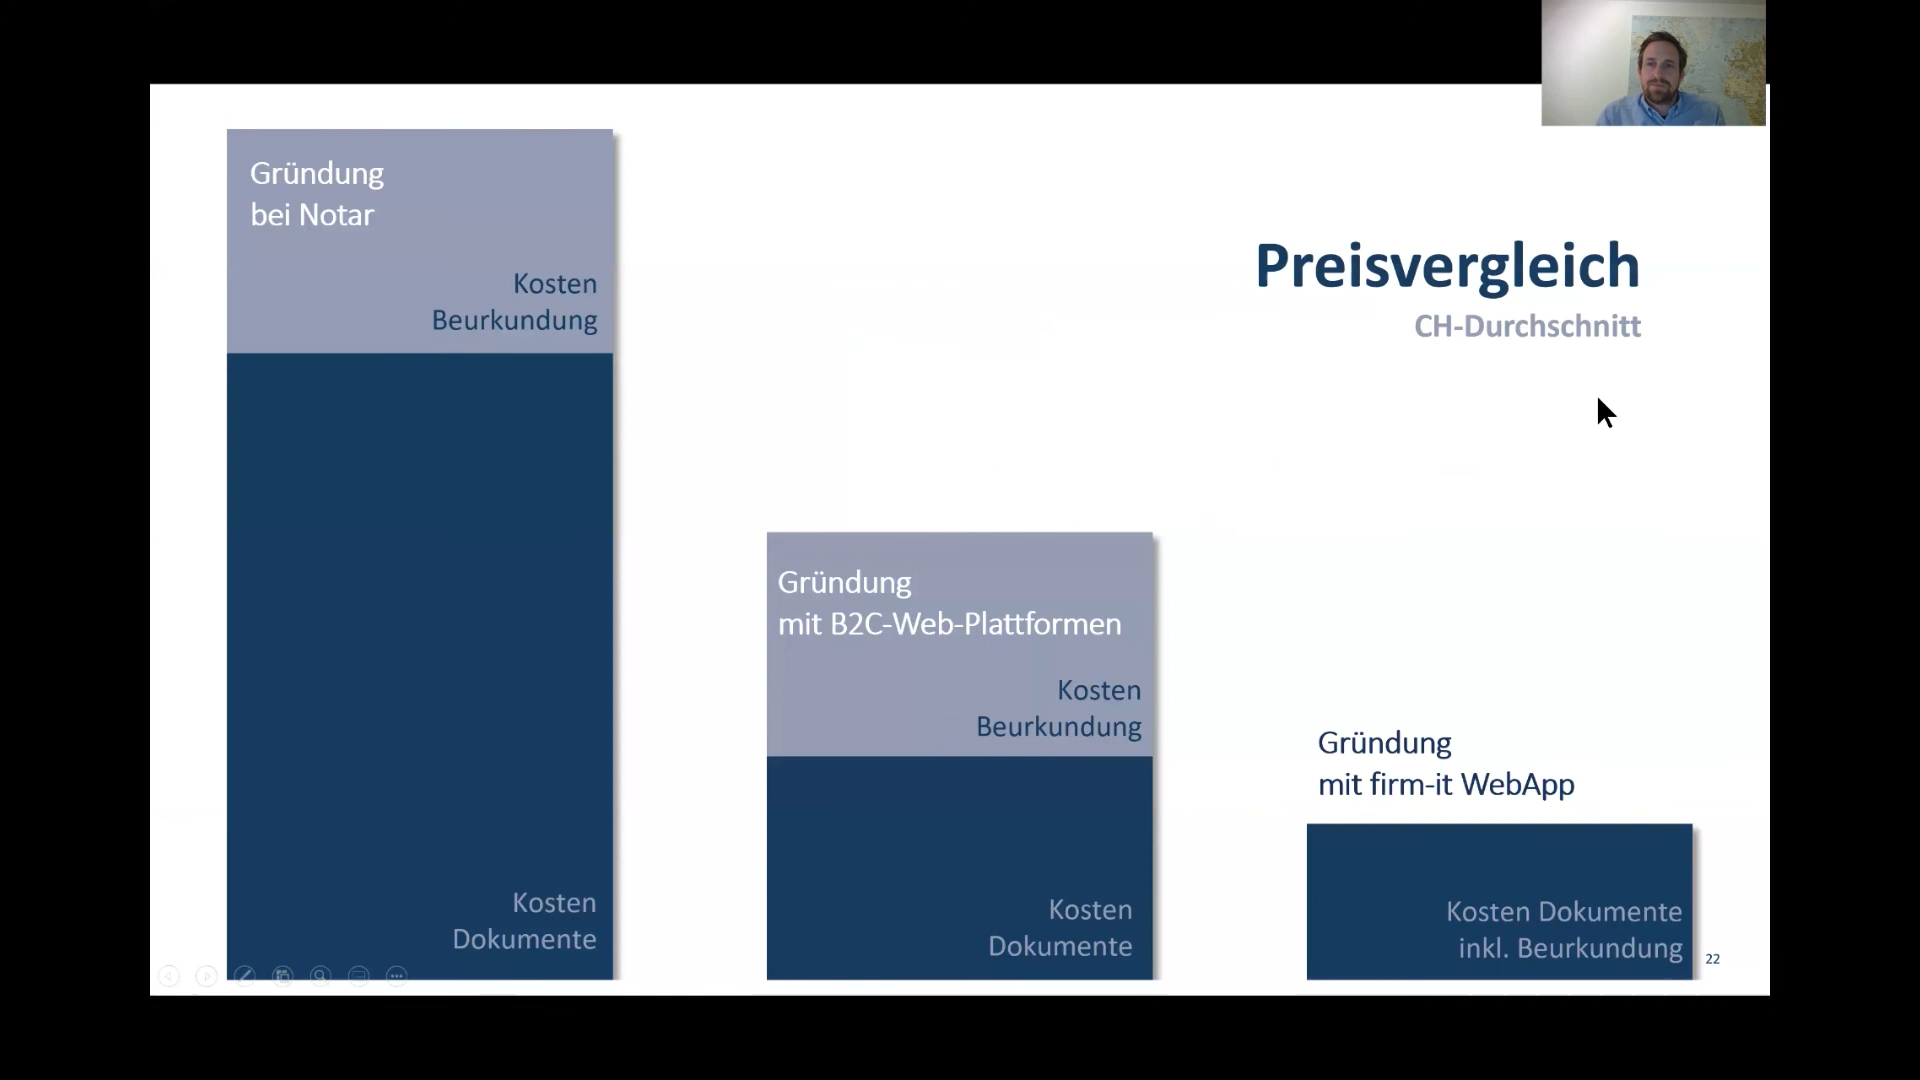 Gründung
bei Notar
Kosten
Beurkundung
Kosten
Dokumente
Preisvergleich
CH-Durchschnitt
Gründung
mit B2C-Web-Plattformen
Kosten
Beurkundung
Kosten
Dokumente
Gründung
mit firm-it WebApp
Kosten Dokumente
inkl. Beurkundung
22